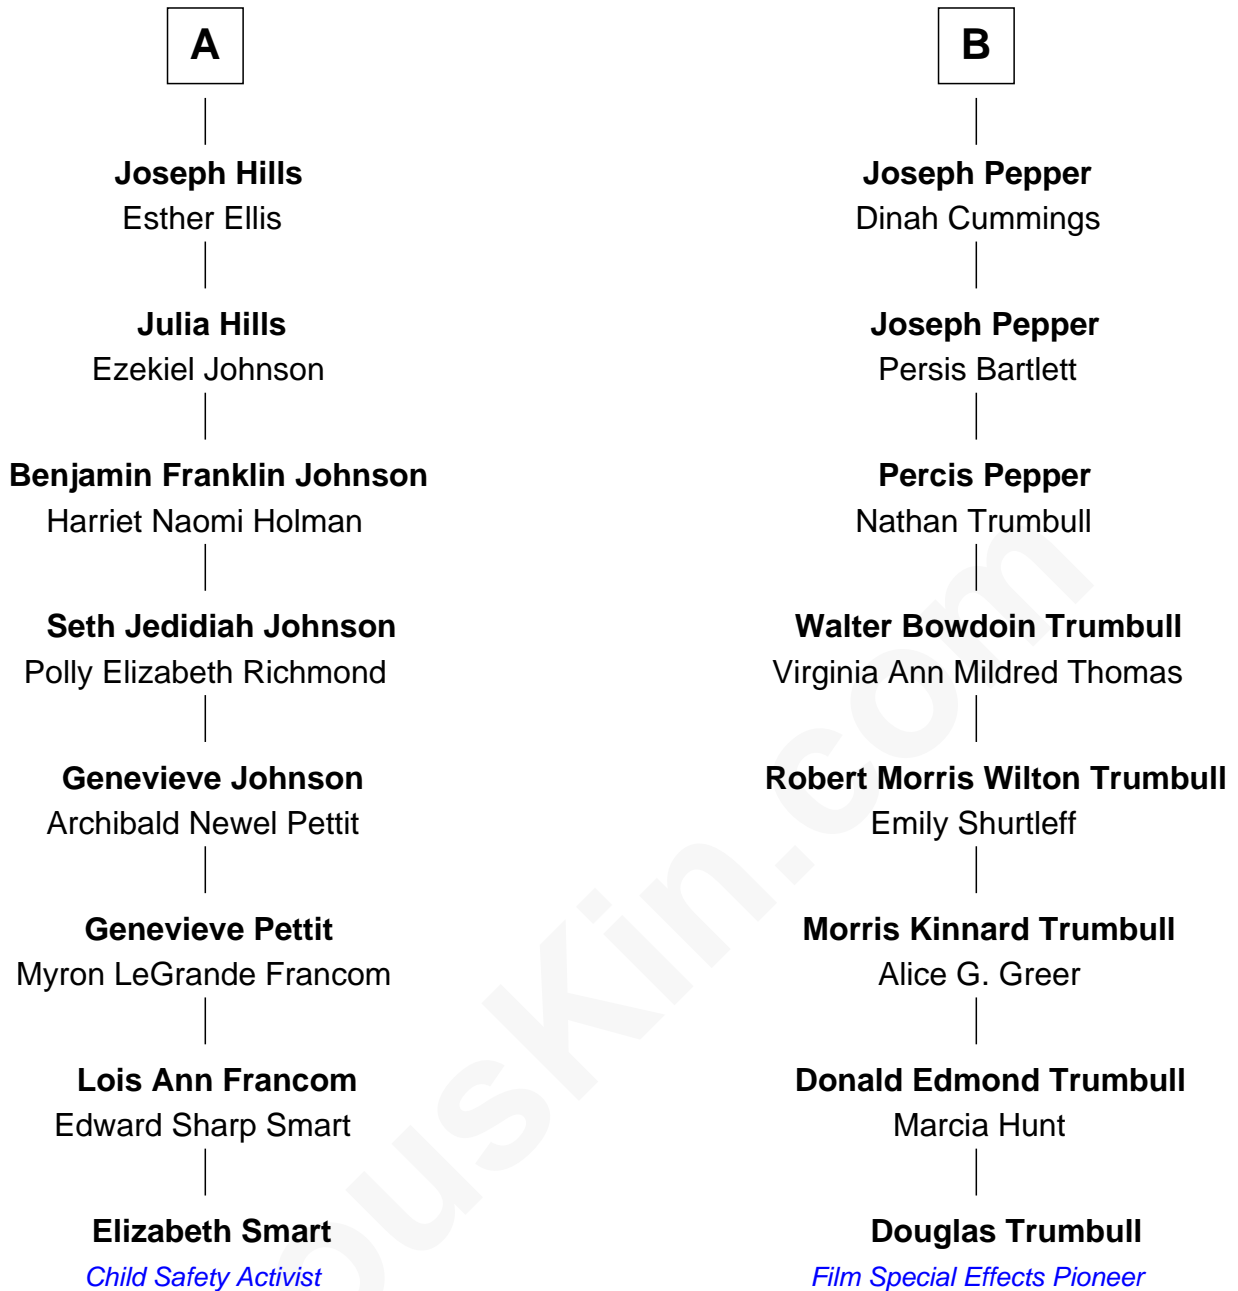 A
Joseph Hills
Esther Ellis
Julia Hills
Ezekiel Johnson
Benjamin Franklin Johnson
Harriet Naomi Holman
Seth Jedidiah Johnson
Polly Elizabeth Richmond
Genevieve Johnson
Archibald Newel Pettit
Genevieve Pettit
Myron LeGrande Francom
Lois Ann Francom
Edward Sharp Smart
Elizabeth Smart
Child Safety Activist
B
Joseph Pepper
Dinah Cummings
Joseph Pepper
Persis Bartlett
Percis Pepper
Nathan Trumbull
Walter Bowdoin Trumbull
Virginia Ann Mildred Thomas
Robert Morris Wilton Trumbull
Emily Shurtleff
Morris Kinnard Trumbull
Alice G. Greer
Donald Edmond Trumbull
Marcia Hunt
Douglas Trumbull
Film Special Effects Pioneer
ousKin.com